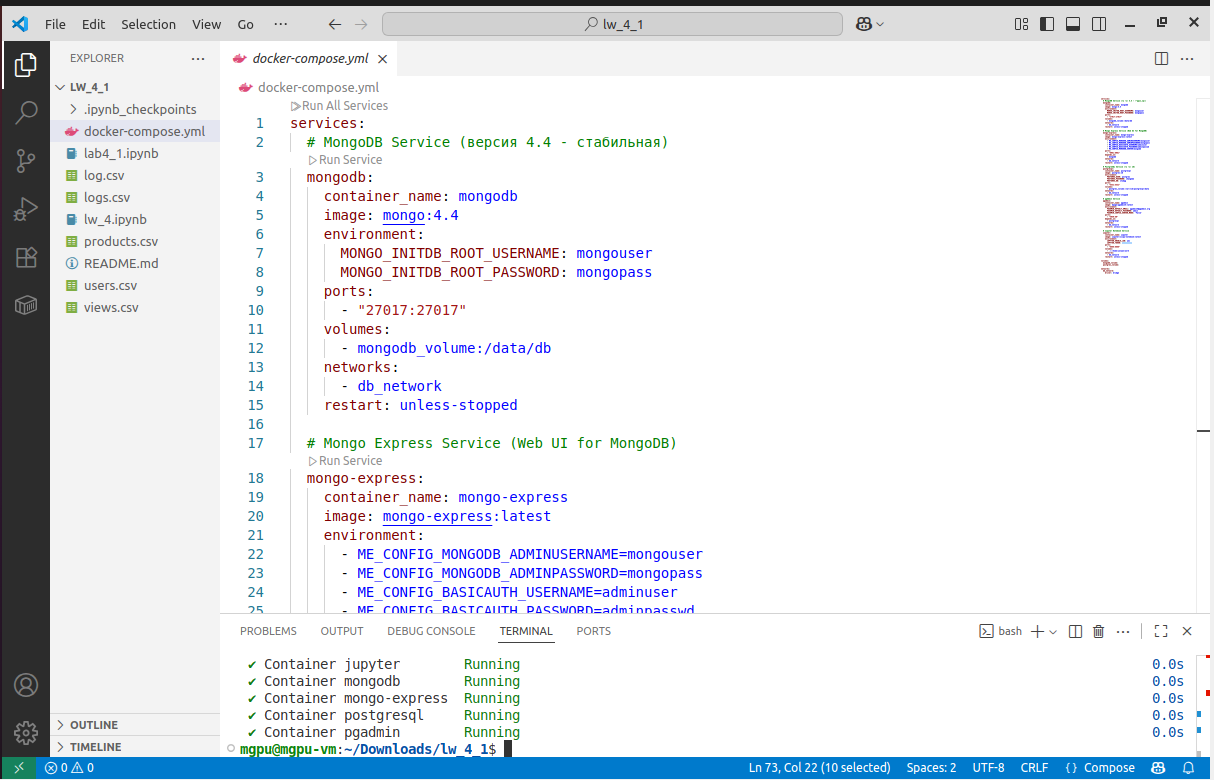 File Edit Selection View Go ··· lw_4_1
EXPLORER ···
LW_4_1
.ipynb_checkpoints
docker-compose.yml
lab4_1.ipynb
log.csv
logs.csv
lw_4.ipynb
products.csv
README.md
users.csv
views.csv
OUTLINE
TIMELINE
docker-compose.yml
docker-compose.yml
Run All Services
1 services:
2 # MongoDB Service (версия 4.4 - стабильная)
Run Service
3 mongodb:
4 container_name: mongodb
5 image: mongo:4.4
6 environment:
7 MONGO_INITDB_ROOT_USERNAME: mongouser
8 MONGO_INITDB_ROOT_PASSWORD: mongopass
9 ports:
10 - "27017:27017"
11 volumes:
12 - mongodb_volume:/data/db
13 networks:
14 - db_network
15 restart: unless-stopped
16
17 # Mongo Express Service (Web UI for MongoDB)
Run Service
18 mongo-express:
19 container_name: mongo-express
20 image: mongo-express:latest
21 environment:
22 - ME_CONFIG_MONGODB_ADMINUSERNAME=mongouser
23 - ME_CONFIG_MONGODB_ADMINPASSWORD=mongopass
24 - ME_CONFIG_BASICAUTH_USERNAME=adminuser
25 - ME_CONFIG_BASICAUTH_PASSWORD=adminpasswd
PROBLEMS OUTPUT DEBUG CONSOLE TERMINAL PORTS bash
✔ Container jupyter Running 0.0s
✔ Container mongodb Running 0.0s
✔ Container mongo-express Running 0.0s
✔ Container postgresql Running 0.0s
✔ Container pgadmin Running 0.0s
mgpu@mgpu-vm:~/Downloads/lw_4_1$
0 0 Ln 73, Col 22 (10 selected) Spaces: 2 UTF-8 CRLF {} Compose